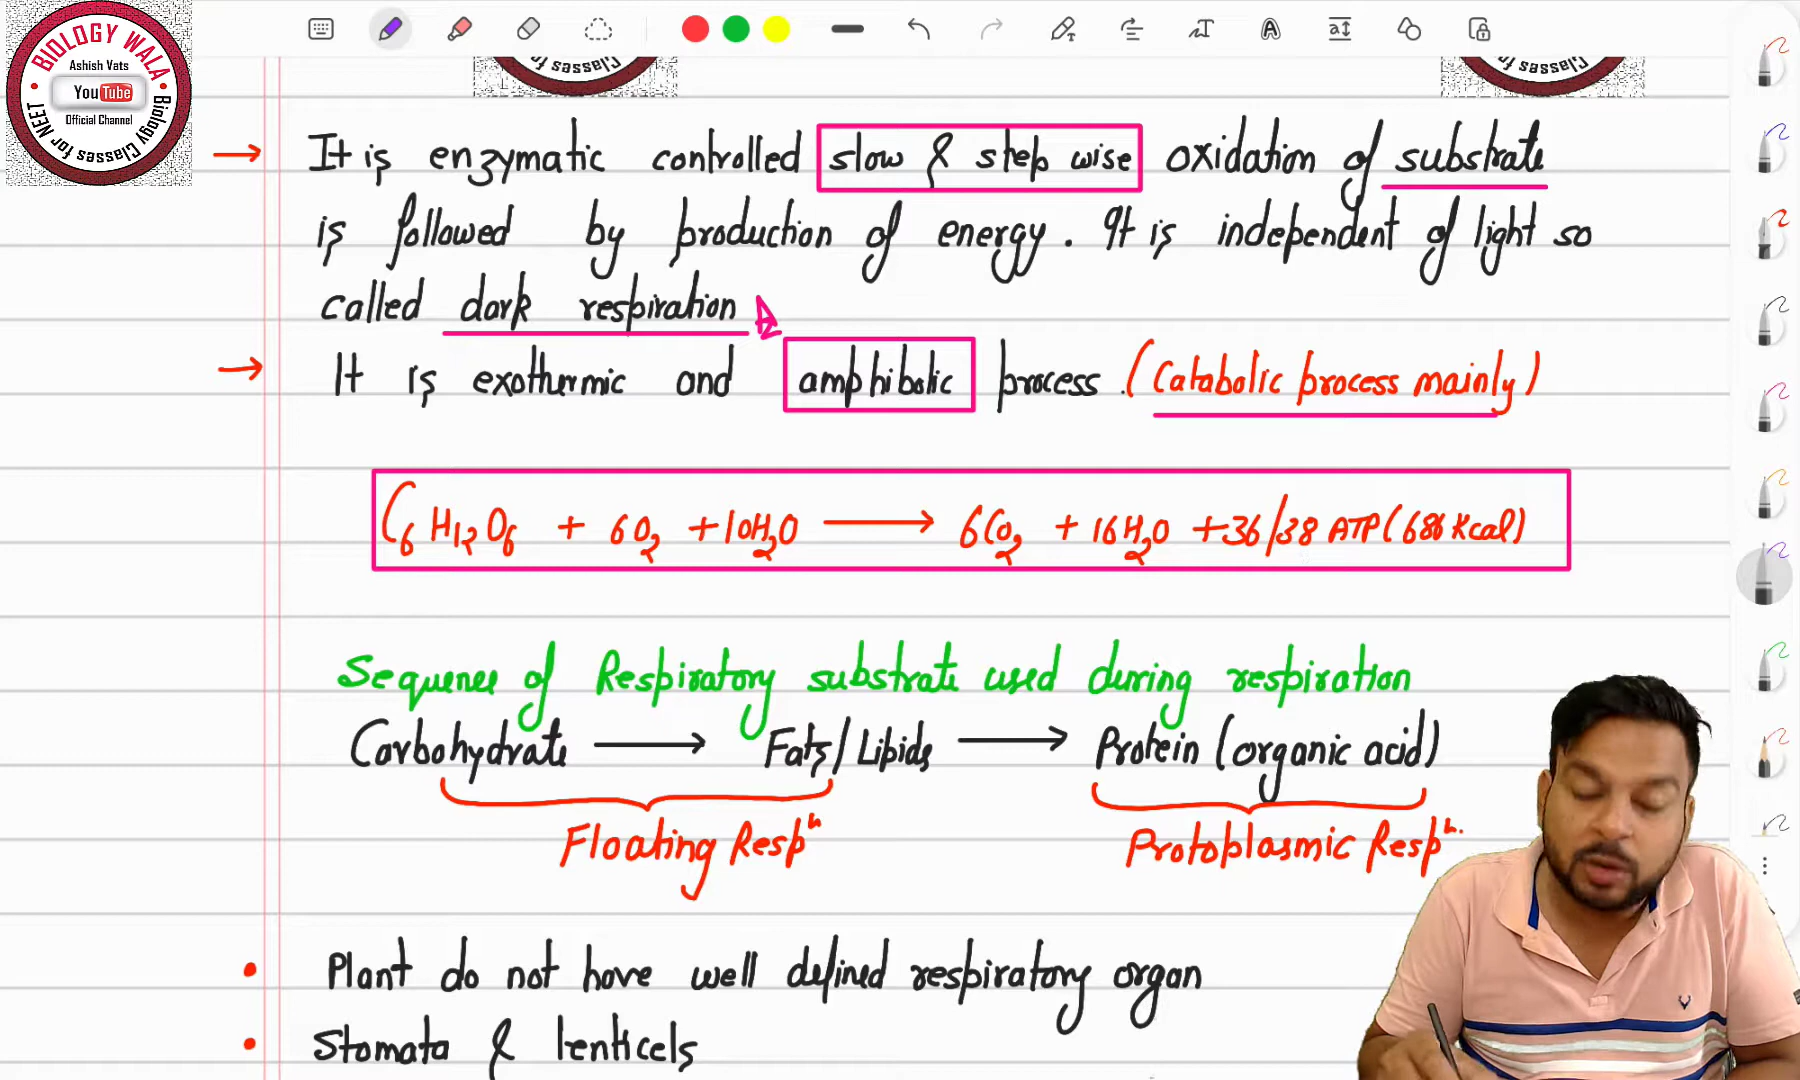 BIOLOGY WALA
Ashish Vats
YouTube
Official Channel
Biology Classes for NEET
Classes for
Classes for
→ It is enzymatic controlled slow & step wise oxidation of substrate
is followed by production of energy. It is independent of light so
called dark respiration
→ It is exothermic and amphibolic process. (Catabolic process mainly)
C6H12O6 + 6O2 + 10H2O → 6CO2 + 16H2O + 36/38 ATP (686 Kcal)
Sequence of Respiratory substrate used during respiration
Carbohydrate → Fats/Lipids → Protein (organic acid)
Floating Respⁿ Protoplasmic Respⁿ.
• Plant do not have well defined respiratory organ
• Stomata & lenticels